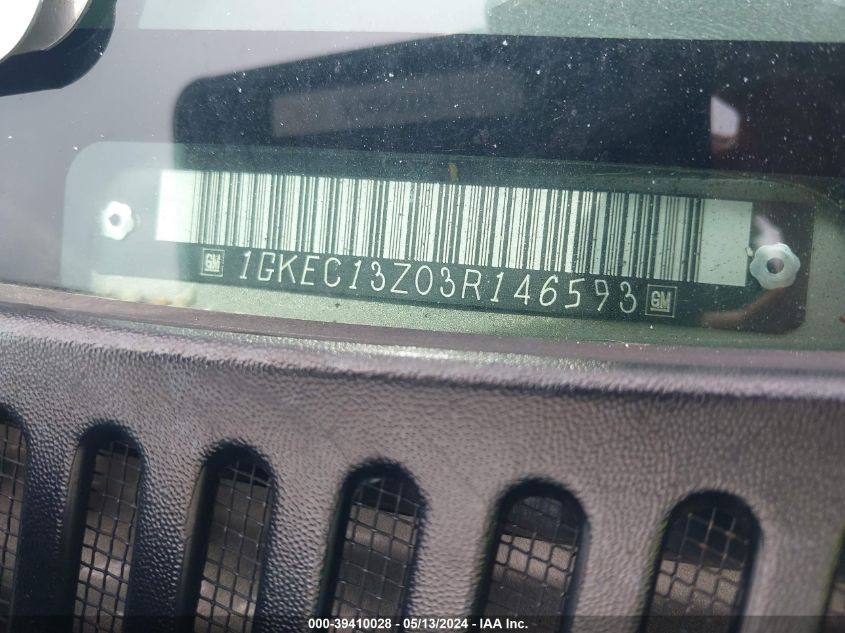 GM 1GKEC13Z03R146593 GM
000-39410028 - 05/13/2024 - IAA Inc.